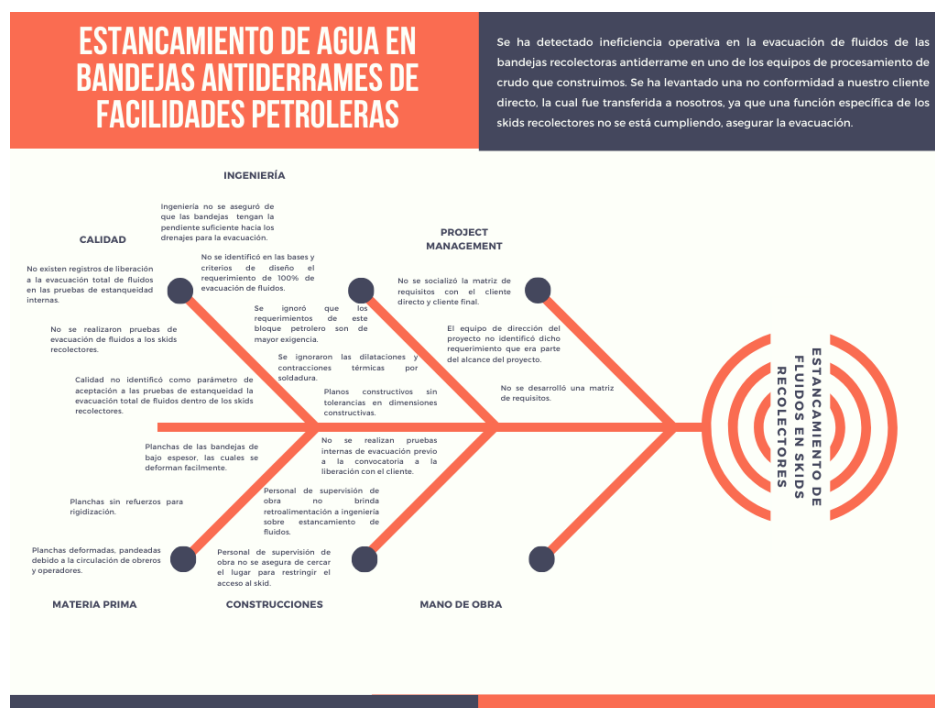 ESTANCAMIENTO DE AGUA EN
BANDEJAS ANTIDERRAMES DE
FACILIDADES PETROLERAS
Se ha detectado ineficiencia operativa en la evacuación de fluidos de las
bandejas recolectoras antiderrame en uno de los equipos de procesamiento de
crudo que construimos. Se ha levantado una no conformidad a nuestro cliente
directo, la cual fue transferida a nosotros, ya que una función específica de los
skids recolectores no se está cumpliendo, asegurar la evacuación.
CALIDAD
No existen registros de liberación
a la evacuación total de fluidos
en las pruebas de estanqueidad
internas.
No se realizaron pruebas de
evacuación de fluidos a los skids
recolectores.
Calidad no identificó como parámetro de
aceptación a las pruebas de estanqueidad la
evacuación total de fluidos dentro de los skids
recolectores.
INGENIERÍA
Ingeniería no se aseguró de
que las bandejas tengan la
pendiente suficiente hacia los
drenajes para la evacuación.
No se identificó en las bases y
criterios de diseño el
requerimiento de 100% de
evacuación de fluidos.
Se ignoró que los
requerimientos de este
bloque petrolero son de
mayor exigencia.
Se ignoraron las dilataciones y
contracciones térmicas por
soldadura.
Planos constructivos sin
tolerancias en dimensiones
constructivas.
PROJECT
MANAGEMENT
No se socializó la matriz de
requisitos con el cliente
directo y cliente final.
El equipo de dirección del
proyecto no identificó dicho
requerimiento que era parte
del alcance del proyecto.
No se desarrolló una matriz
de requisitos.
ESTANCAMIENTO DE
FLUIDOS EN SKIDS
RECOLECTORES
Planchas de las bandejas de
bajo espesor, las cuales se
deforman facilmente.
Planchas sin refuerzos para
rigidización.
Planchas deformadas, pandeadas
debido a la circulación de obreros
y operadores.
MATERIA PRIMA
No se realizan pruebas
internas de evacuación previo
a la convocatoria a la
liberación con el cliente.
Personal de supervisión de
obra no brinda
retroalimentación a ingeniería
sobre estancamiento de
fluidos.
Personal de supervisión de
obra no se asegura de cercar
el lugar para restringir el
acceso al skid.
CONSTRUCCIONES
MANO DE OBRA